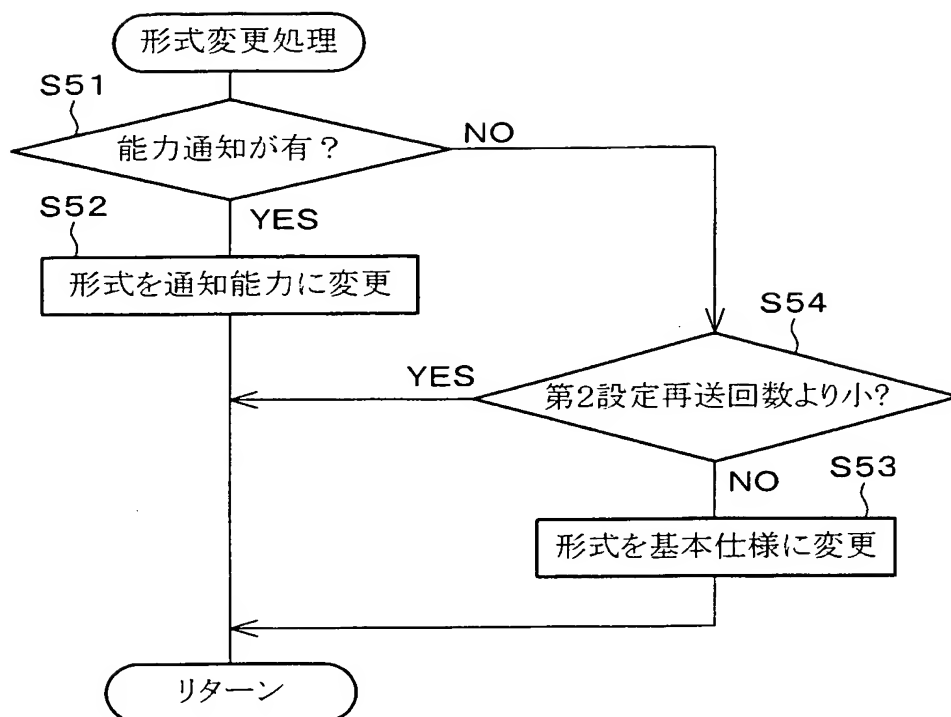 形式変更処理
S51
能力通知が有？
NO
S52
YES
形式を通知能力に変更
S54
YES
第2設定再送回数より小?
NO
S53
形式を基本仕様に変更
リターン